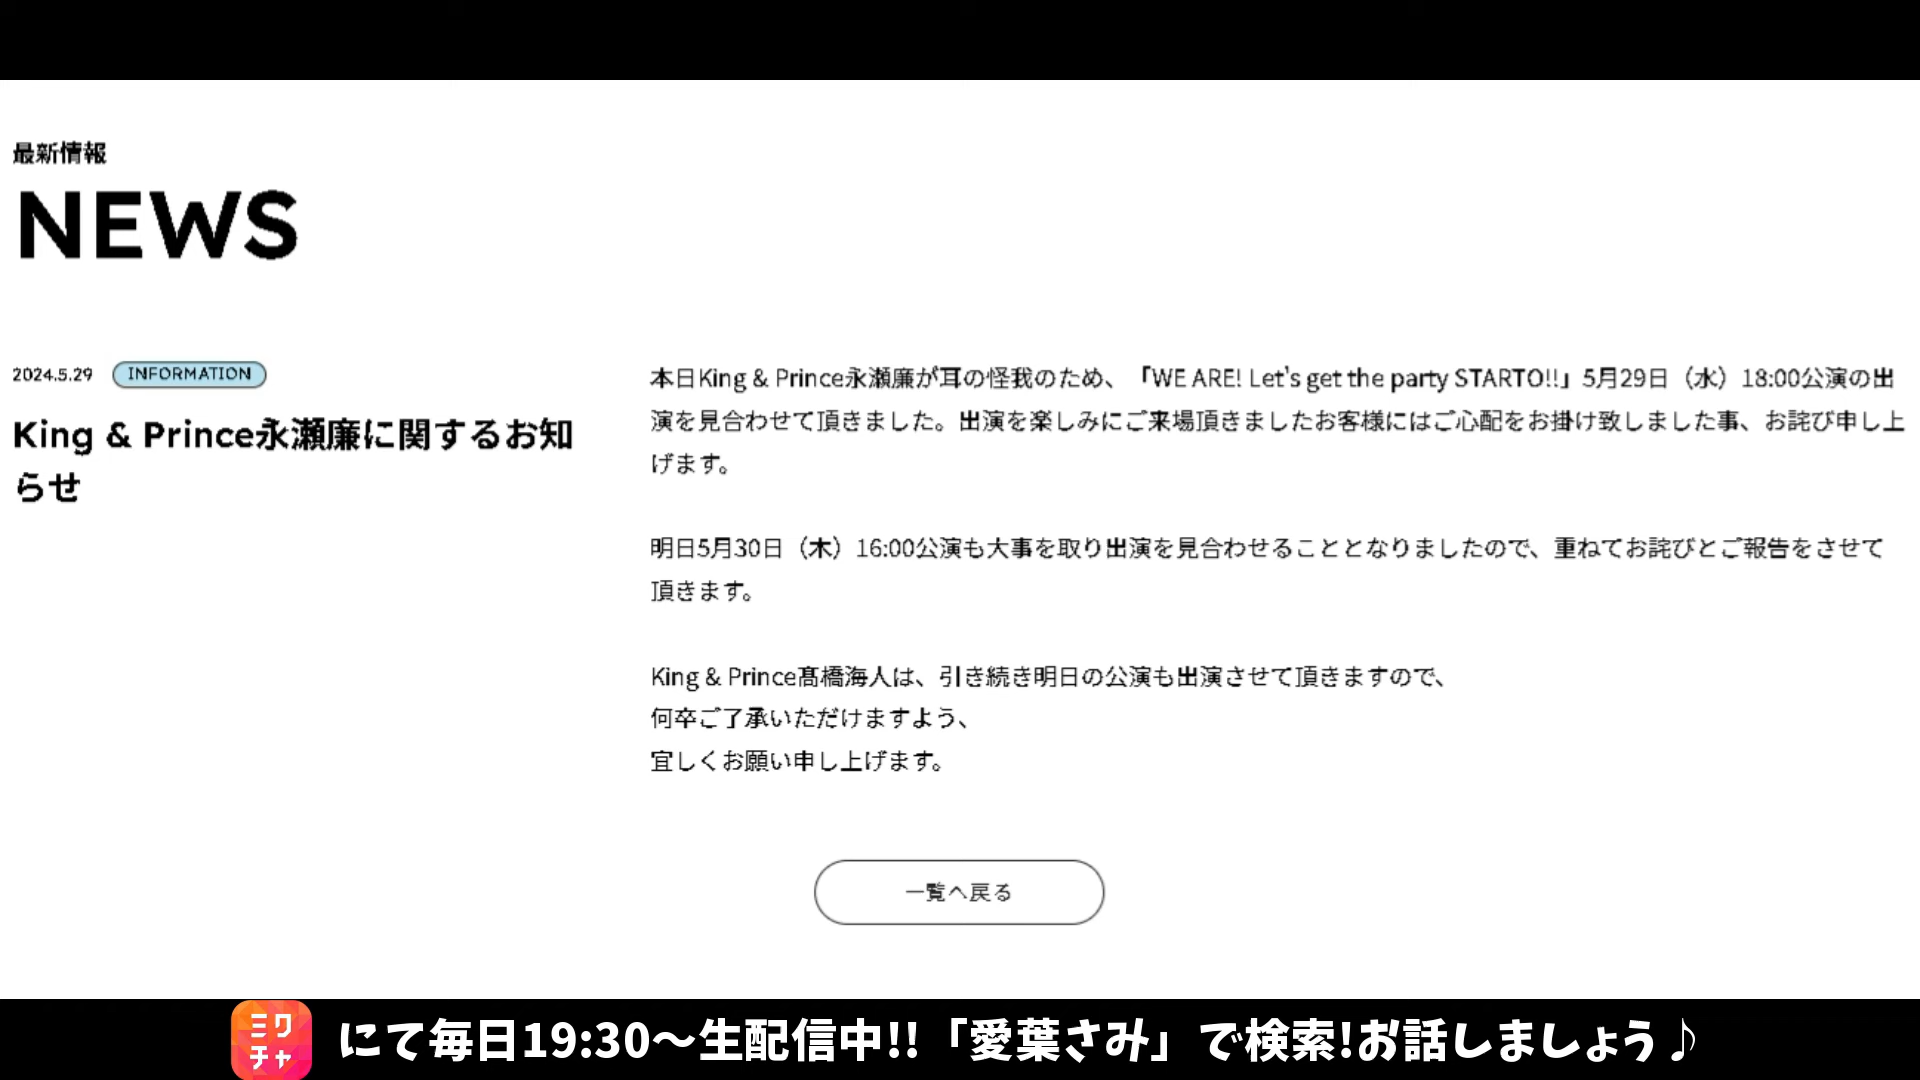 最新情報
NEWS
2024.5.29 INFORMATION
King & Prince永瀬廉に関するお知
らせ
本日King & Prince永瀬廉が耳の怪我のため、「WE ARE! Let's get the party STARTO!!」5月29日（水）18:00公演の出
演を見合わせて頂きました。出演を楽しみにご来場頂きましたお客様にはご心配をお掛け致しました事、お詫び申し上
げます。
明日5月30日（木）16:00公演も大事を取り出演を見合わせることとなりましたので、重ねてお詫びとご報告をさせて
頂きます。
King & Prince髙橋海人は、引き続き明日の公演も出演させて頂きますので、
何卒ご了承いただけますよう、
宜しくお願い申し上げます。
一覧へ戻る
ミクチャ にて毎日19:30～生配信中!!「愛葉さみ」で検索!お話しましょう♪